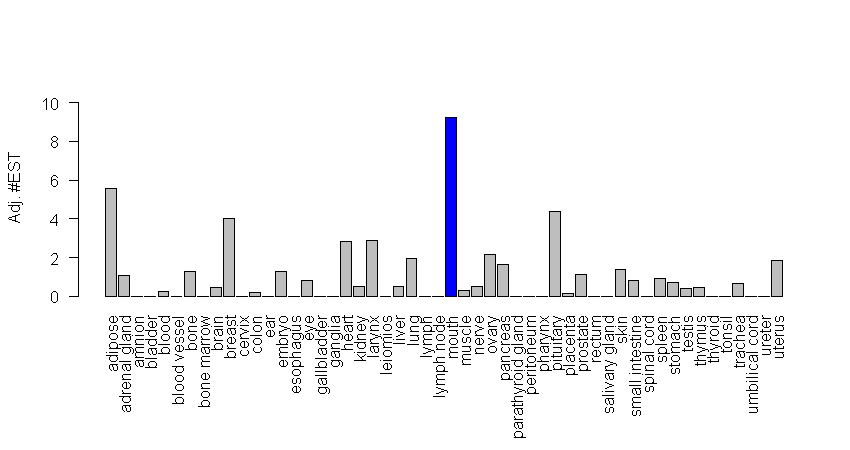 Adj. #EST
10
8
6
4
2
0
adipose
adrenal gland
amnion
bladder
blood
blood vessel
bone
bone marrow
brain
breast
cervix
colon
ear
embryo
esophagus
eye
gallbladder
ganglia
heart
kidney
larynx
leiomios
liver
lung
lymph
lymph node
mouth
muscle
nerve
ovary
pancreas
parathyroid gland
peritoneum
pharynx
pituitary
placenta
prostate
rectum
salivary gland
skin
small intestine
spinal cord
spleen
stomach
testis
thymus
thyroid
tonsil
trachea
umbilical cord
ureter
uterus